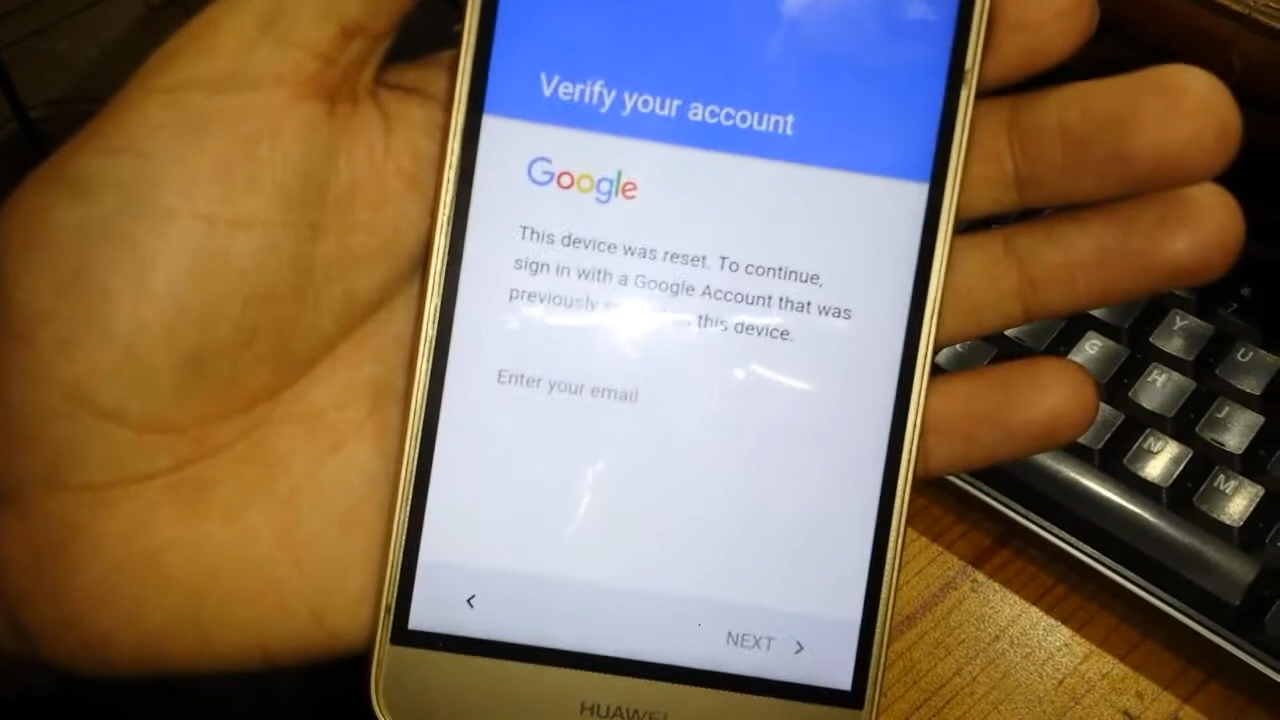 Verify your account
Google
This device was reset. To continue,
sign in with a Google Account that was
previously this device.
Enter your email
NEXT
HUAWEI
Y
U
G
H
J
N
M